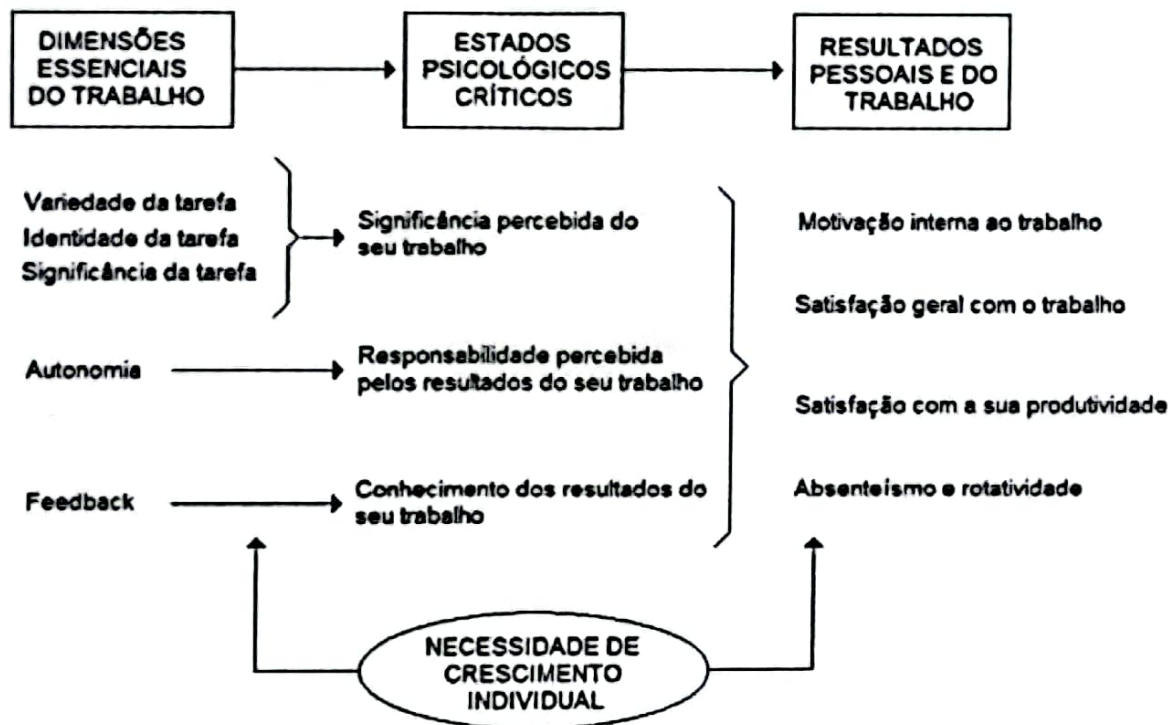 DIMENSÕES
ESSENCIAIS
DO TRABALHO
ESTADOS
PSICOLÓGICOS
CRÍTICOS
RESULTADOS
PESSOAIS E DO
TRABALHO
Variedade da tarefa
Identidade da tarefa
Significância da tarefa
Significância percebida do
seu trabalho
Motivação interna ao trabalho
Satisfação geral com o trabalho
Autonomia
Responsabilidade percebida
pelos resultados do seu trabalho
Satisfação com a sua produtividade
Feedback
Conhecimento dos resultados do
seu trabalho
Absenteísmo e rotatividade
NECESSIDADE DE
CRESCIMENTO
INDIVIDUAL